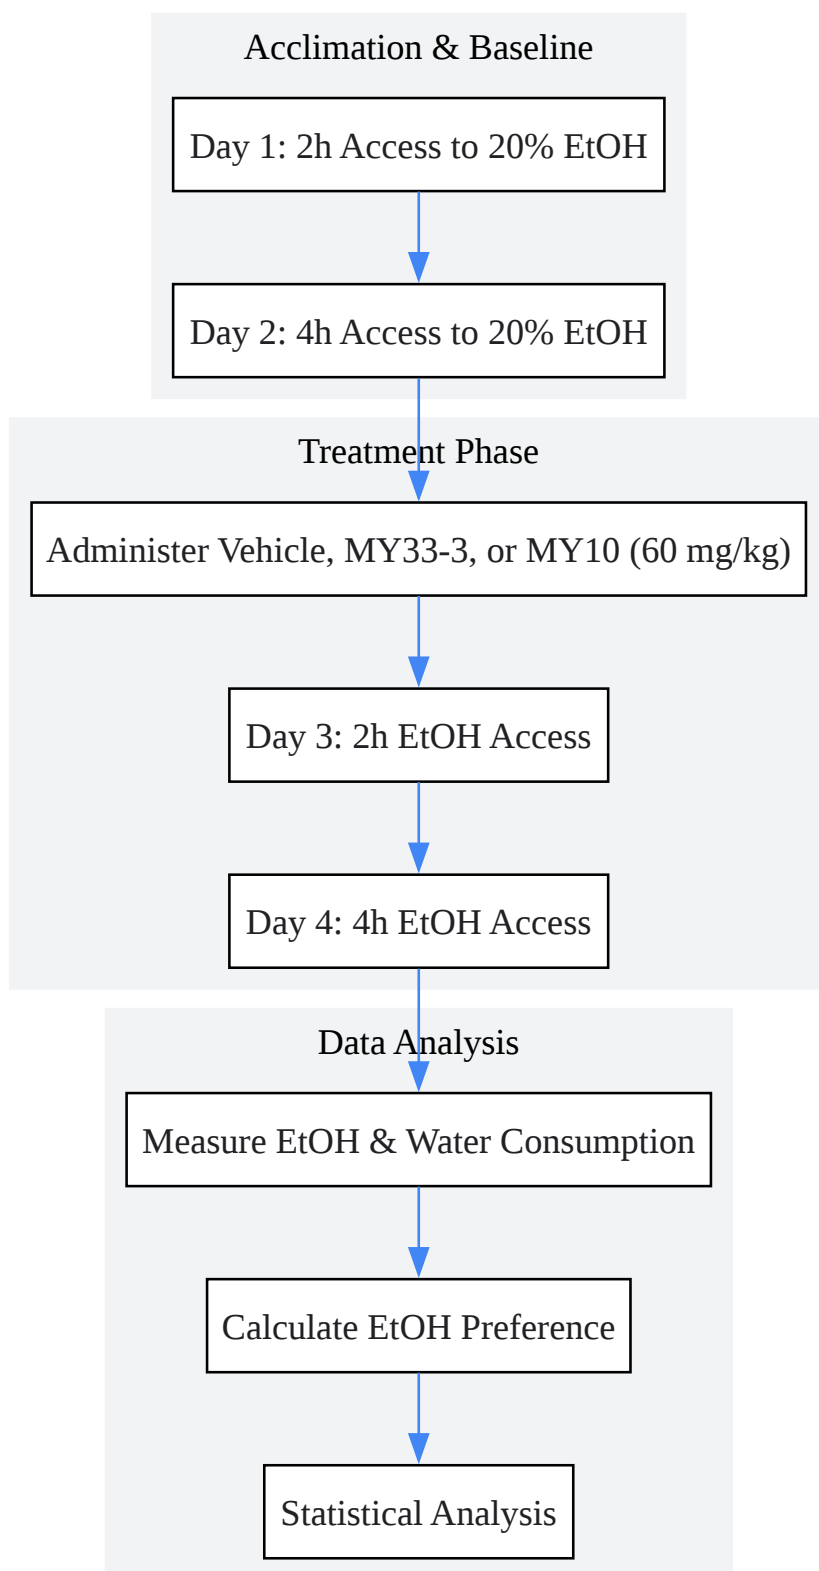 Acclimation & Baseline
Day 1: 2h Access to 20% EtOH
Day 2: 4h Access to 20% EtOH
Treatment Phase
Administer Vehicle, MY33-3, or MY10 (60 mg/kg)
Day 3: 2h EtOH Access
Day 4: 4h EtOH Access
Data Analysis
Measure EtOH & Water Consumption
Calculate EtOH Preference
Statistical Analysis